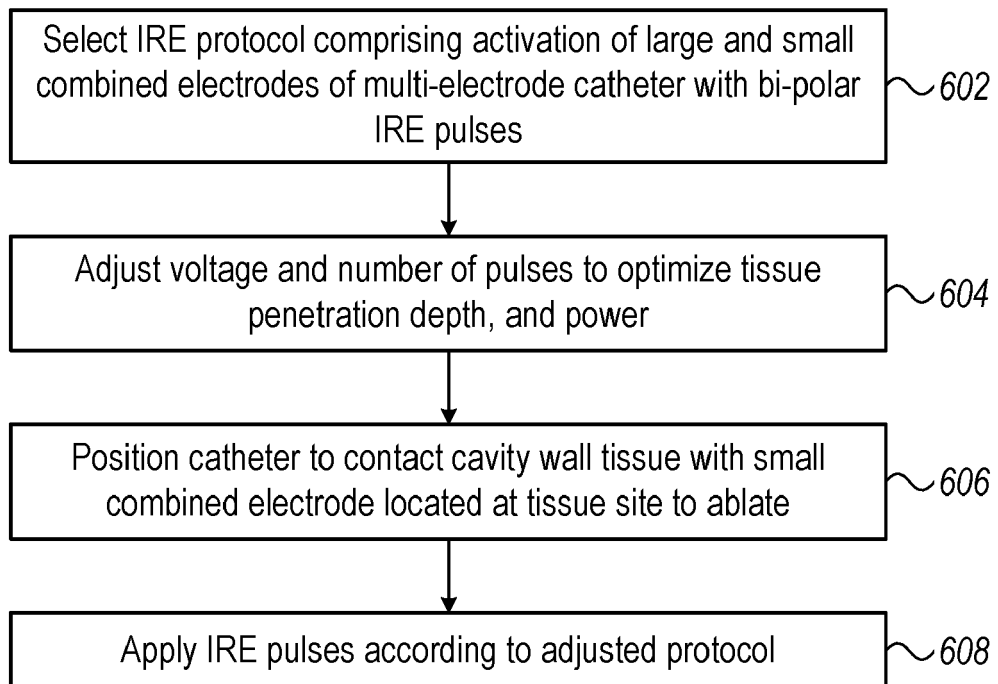 Select IRE protocol comprising activation of large and small
combined electrodes of multi-electrode catheter with bi-polar
IRE pulses
602
Adjust voltage and number of pulses to optimize tissue
penetration depth, and power
604
Position catheter to contact cavity wall tissue with small
combined electrode located at tissue site to ablate
606
Apply IRE pulses according to adjusted protocol
608